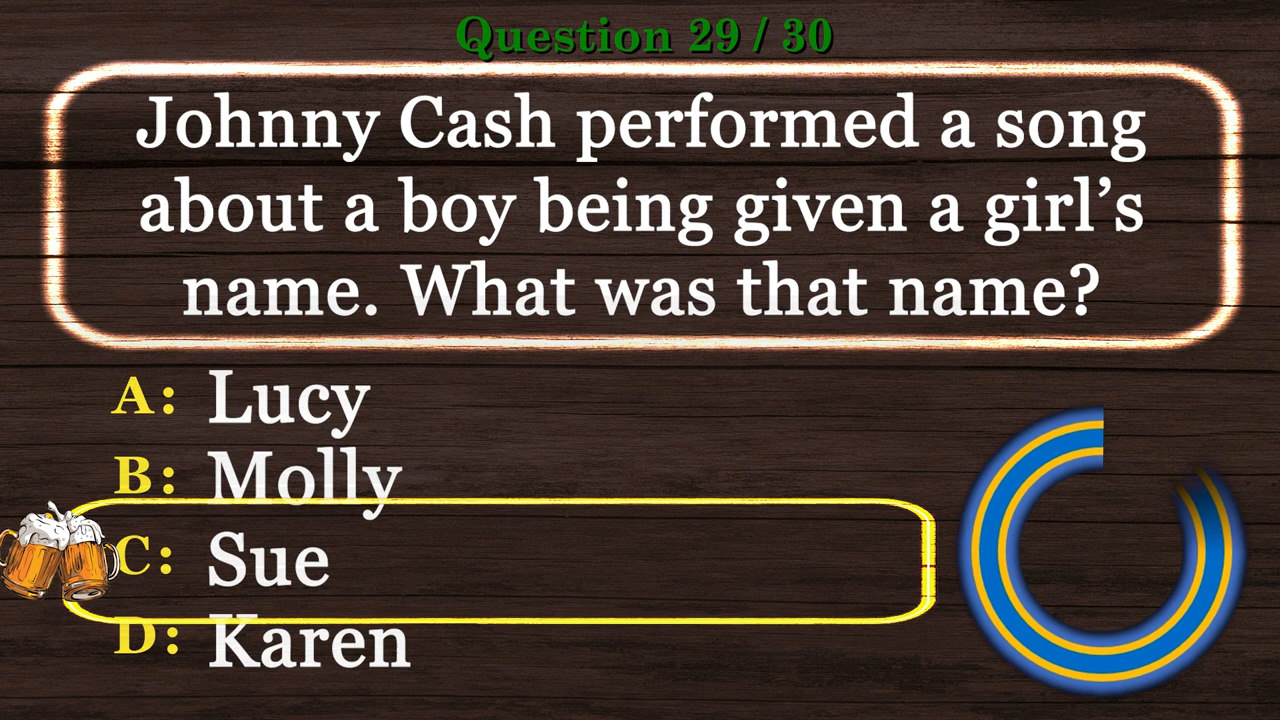 Question 29 / 30
Johnny Cash performed a song
about a boy being given a girl’s
name. What was that name?
A: Lucy
B: Molly
C: Sue
D: Karen